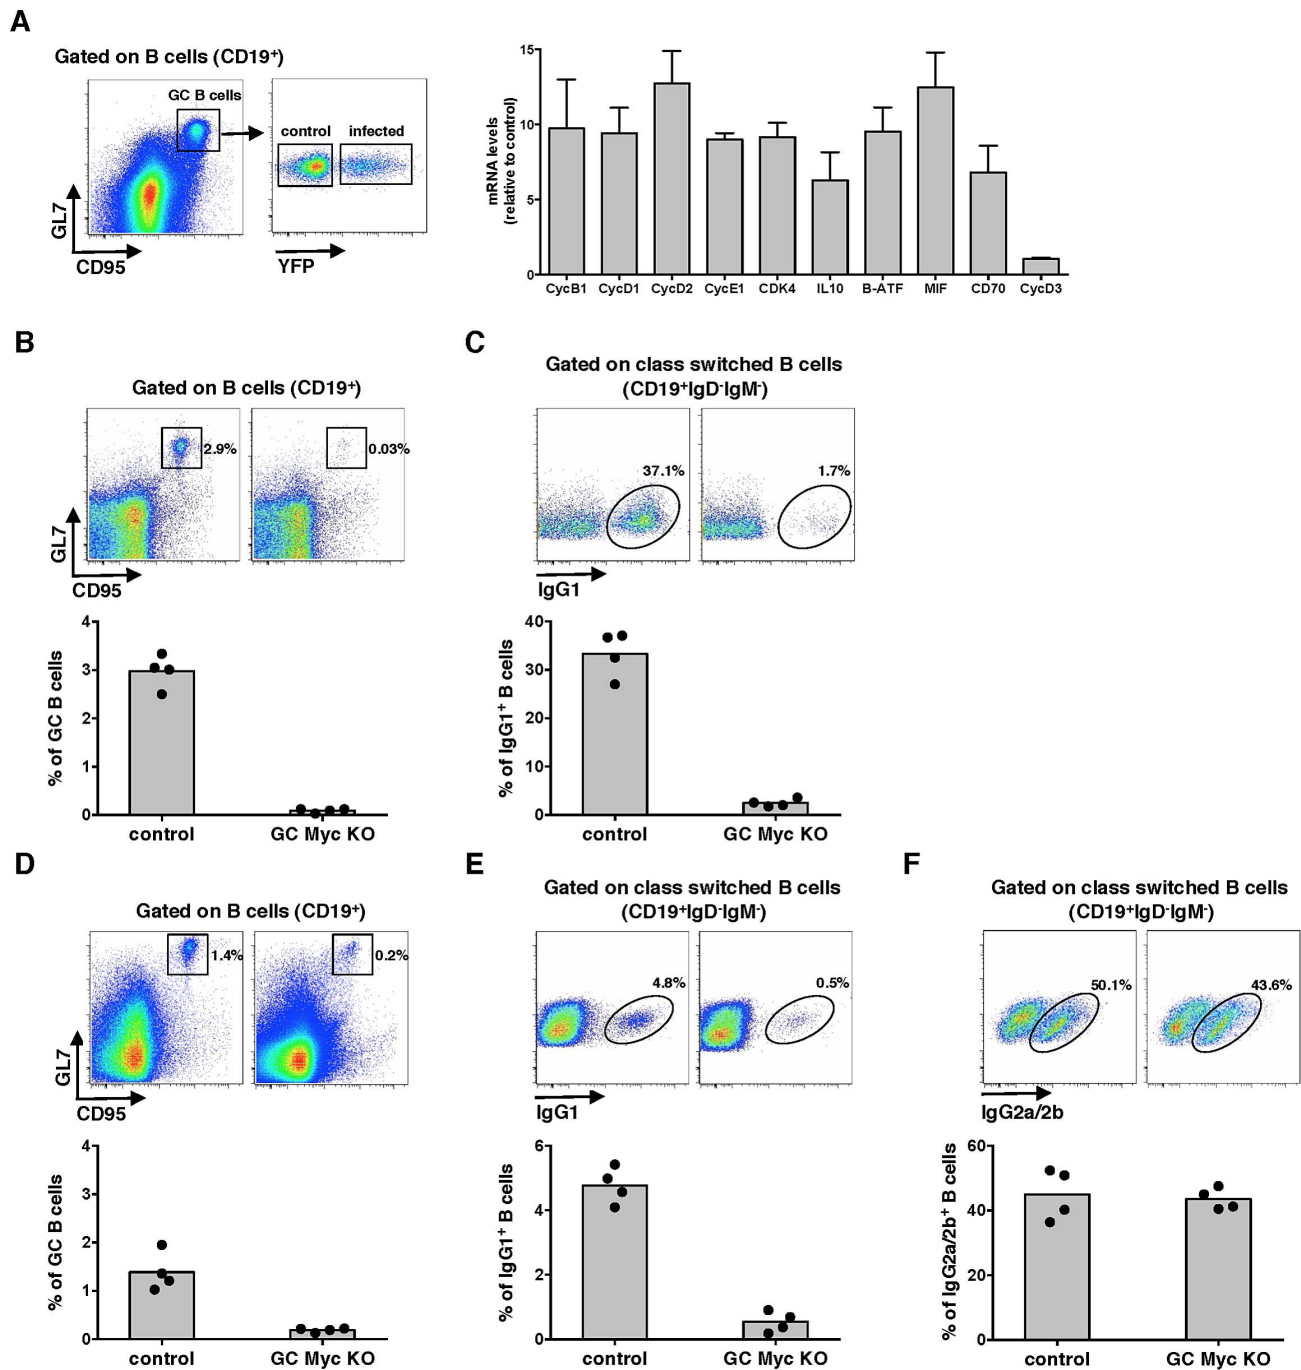 A
Gated on B cells (CD19+)
GC B cells
control
infected
GL7
CD95
YFP
mRNA levels
(relative to control)
15
10
5
0
CycB1
CycD1
CycD2
CycE1
CDK4
IL10
B-ATF
MIF
CD70
CycD3
B
Gated on B cells (CD19+)
2.9%
0.03%
GL7
CD95
% of GC B cells
4
3
2
1
0
control
GC Myc KO
C
Gated on class switched B cells
(CD19+IgD-IgM-)
37.1%
1.7%
IgG1
% of IgG1+ B cells
40
30
20
10
0
control
GC Myc KO
D
Gated on B cells (CD19+)
1.4%
0.2%
GL7
CD95
% of GC B cells
4
3
2
1
0
control
GC Myc KO
E
Gated on class switched B cells
(CD19+IgD-IgM-)
4.8%
0.5%
IgG1
% of IgG1+ B cells
6
4
2
0
control
GC Myc KO
F
Gated on class switched B cells
(CD19+IgD-IgM-)
50.1%
43.6%
IgG2a/2b
% of IgG2a/2b+ B cells
60
40
20
0
control
GC Myc KO